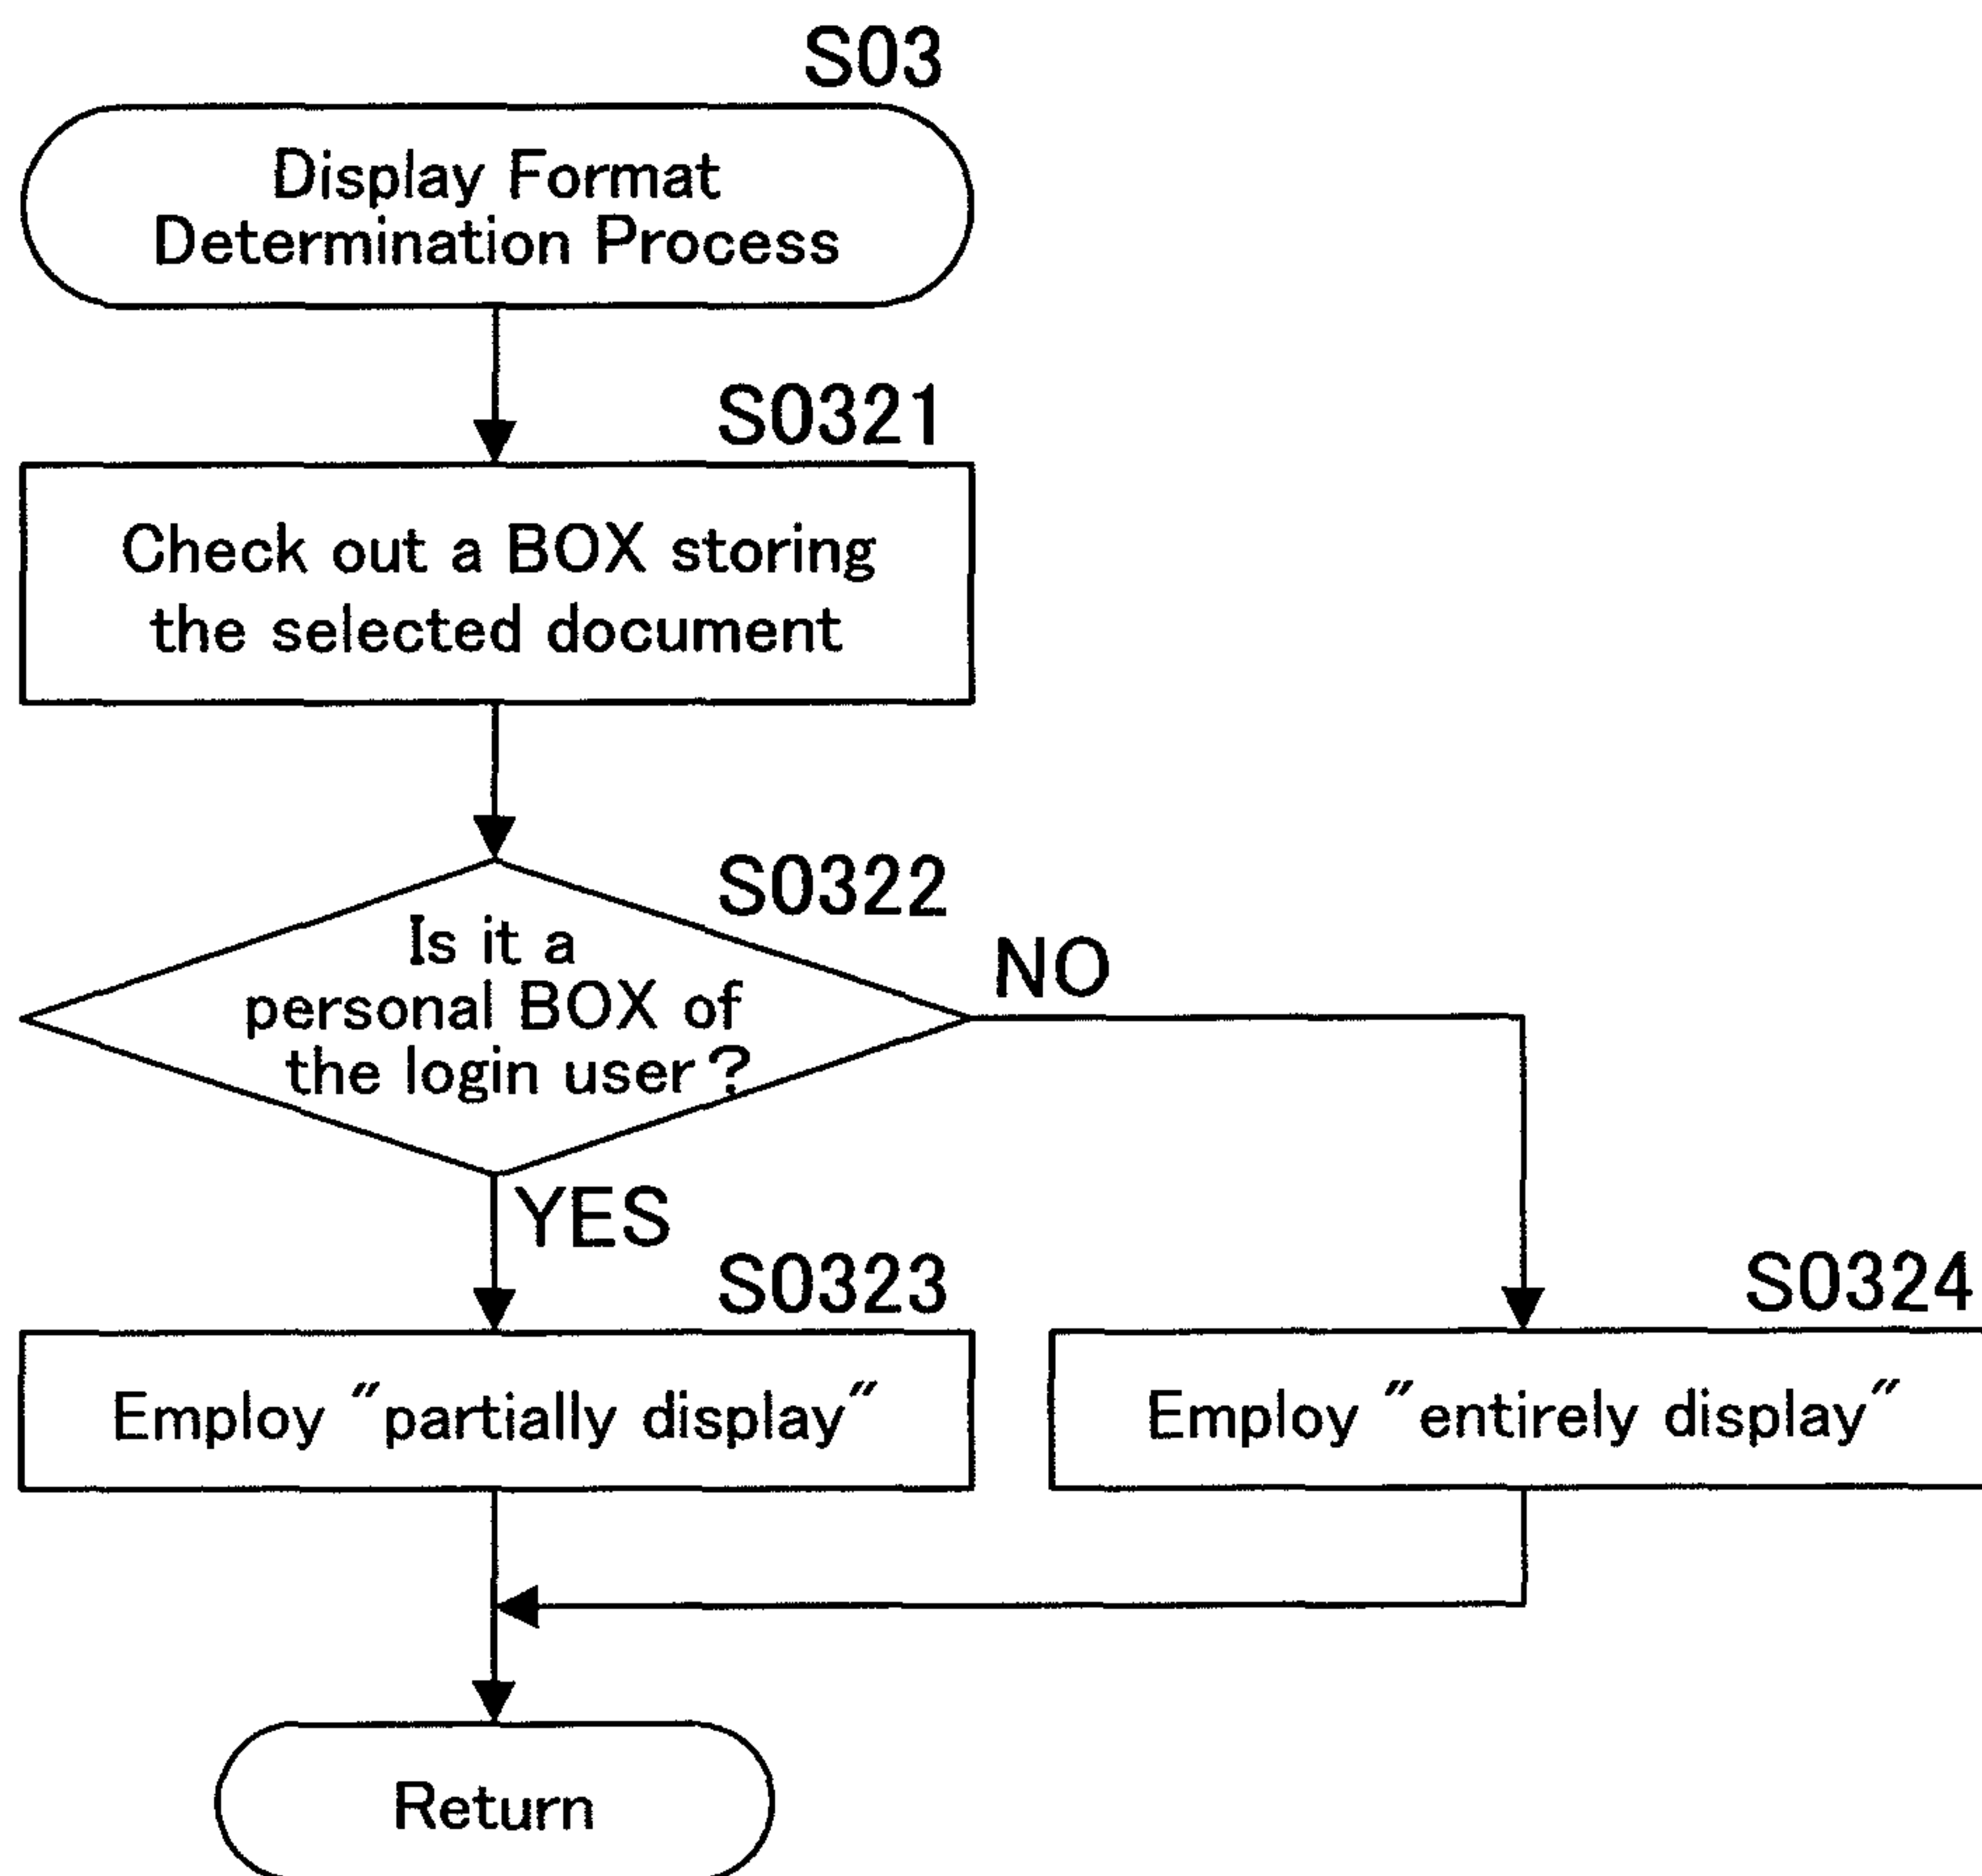 S03
Display Format
Determination Process
S0321
Check out a BOX storing
the selected document
S0322
Is it a
personal BOX of
the login user?
NO
YES
S0323
Employ "partially display"
S0324
Employ "entirely display"
Return